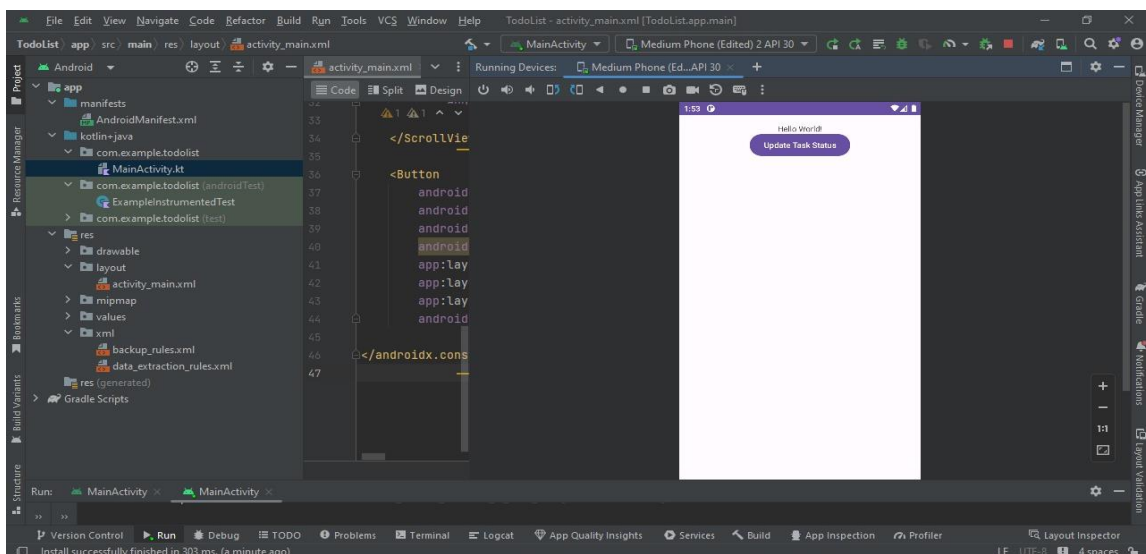 File Edit View Navigate Code Refactor Build Run Tools VCS Window Help TodoList - activity_main.xml [TodoList.app.main]
TodoList app src main res layout activity_main.xml MainActivity Medium Phone (Edited) 2 API 30
Android
activity_main.xml
Running Devices: Medium Phone (Ed...API 30
Code Split Design
Project
Resource Manager
Bookmarks
Build Variants
Structure
app
manifests
AndroidManifest.xml
kotlin+java
com.example.todolist
MainActivity.kt
com.example.todolist (androidTest)
ExampleInstrumentedTest
com.example.todolist (test)
res
drawable
layout
activity_main.xml
mipmap
values
xml
backup_rules.xml
data_extraction_rules.xml
res (generated)
Gradle Scripts
1 1
33
34 </ScrollVie
35
36 <Button
37 android
38 android
39 android
40 android
41 app:lay
42 app:lay
43 app:lay
44 android
45
46 </androidx.cons
47
1:53
Hello World!
Update Task Status
1:1
Device Manager
App Links Assistant
Gradle
Notifications
Layout Validation
Run: MainActivity MainActivity
Version Control Run Debug TODO Problems Terminal Logcat App Quality Insights Services Build App Inspection Profiler Layout Inspector
Install successfully finished in 303 ms. (a minute ago) LF UTF-8 4 spaces